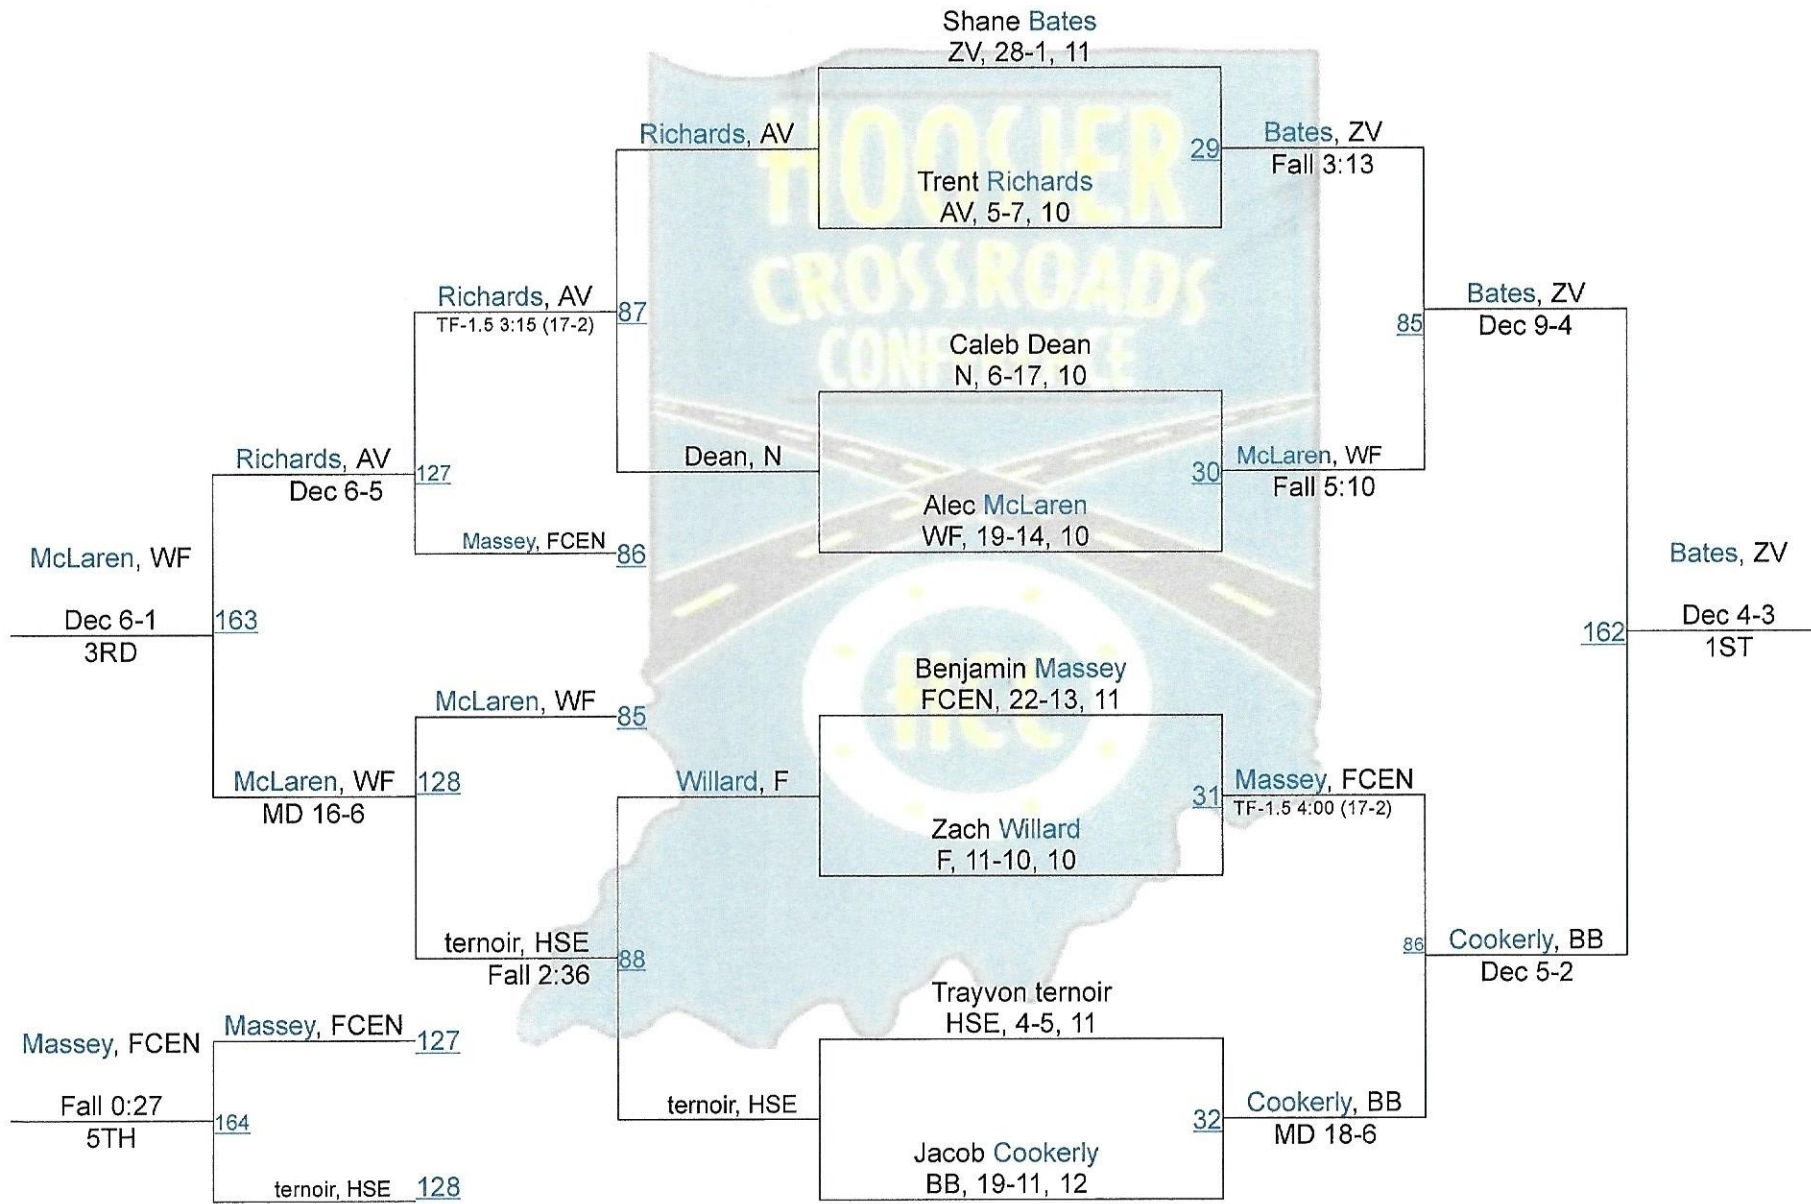 Shane Bates
ZV, 28-1, 11
HOOSIER
Richards, AV
29
Bates, ZV
Fall 3:13
Trent Richards
AV, 5-7, 10
CROSSROADS
Richards, AV
TF-1.5 3:15 (17-2)
87
Bates, ZV
Dec 9-4
85
CONFERENCE
Caleb Dean
N, 6-17, 10
Richards, AV
Dec 6-5
127
Dean, N
30
McLaren, WF
Fall 5:10
Alec McLaren
WF, 19-14, 10
Massey, FCEN
86
McLaren, WF
Dec 6-1
3RD
163
Bates, ZV
Dec 4-3
1ST
162
Benjamin Massey
FCEN, 22-13, 11
HCC
McLaren, WF
85
McLaren, WF
MD 16-6
128
Willard, F
31
Massey, FCEN
TF-1.5 4:00 (17-2)
Zach Willard
F, 11-10, 10
ternoir, HSE
Fall 2:36
88
86
Cookerly, BB
Dec 5-2
Trayvon ternoir
HSE, 4-5, 11
Massey, FCEN
127
Massey, FCEN
Fall 0:27
5TH
164
ternoir, HSE
32
Cookerly, BB
MD 18-6
Jacob Cookerly
BB, 19-11, 12
ternoir, HSE
128